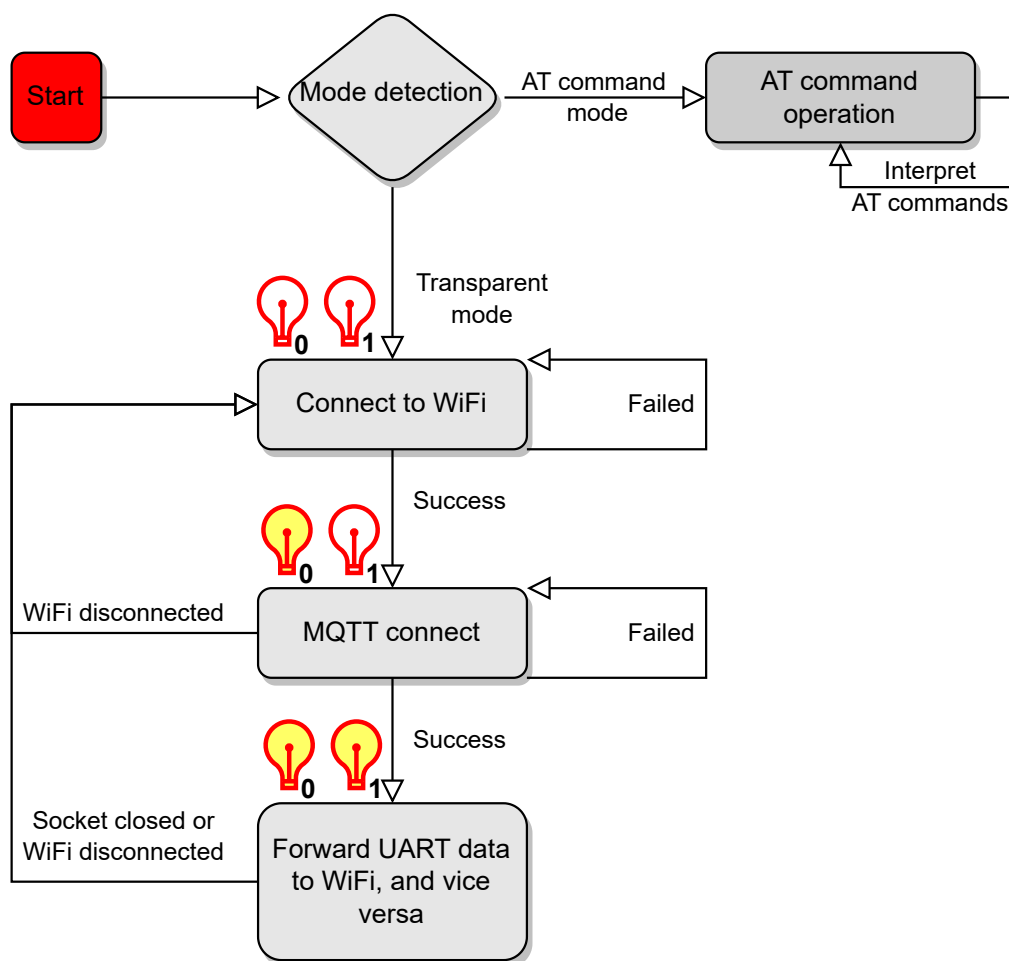 Start
Mode detection
AT command
mode
AT command
operation
Interpret
AT commands
Transparent
mode
0
1
Connect to WiFi
Failed
Success
0
1
WiFi disconnected
MQTT connect
Failed
Success
0
1
Socket closed or
WiFi disconnected
Forward UART data
to WiFi, and vice
versa